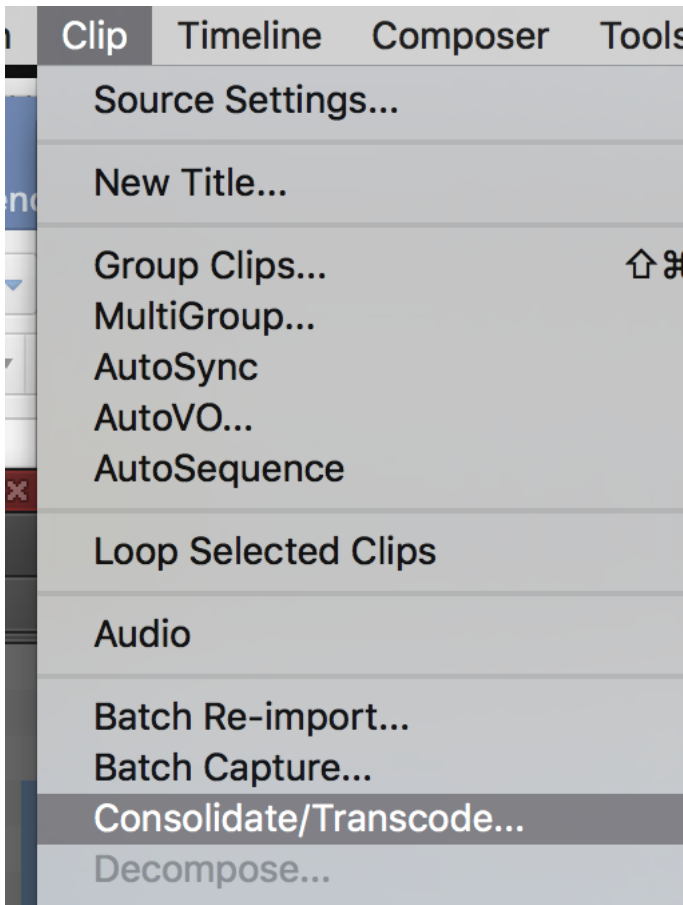 Clip Timeline Composer Tools
Source Settings...
New Title...
Group Clips... ⇧⌘
MultiGroup...
AutoSync
AutoVO...
AutoSequence
Loop Selected Clips
Audio
Batch Re-import...
Batch Capture...
Consolidate/Transcode...
Decompose...